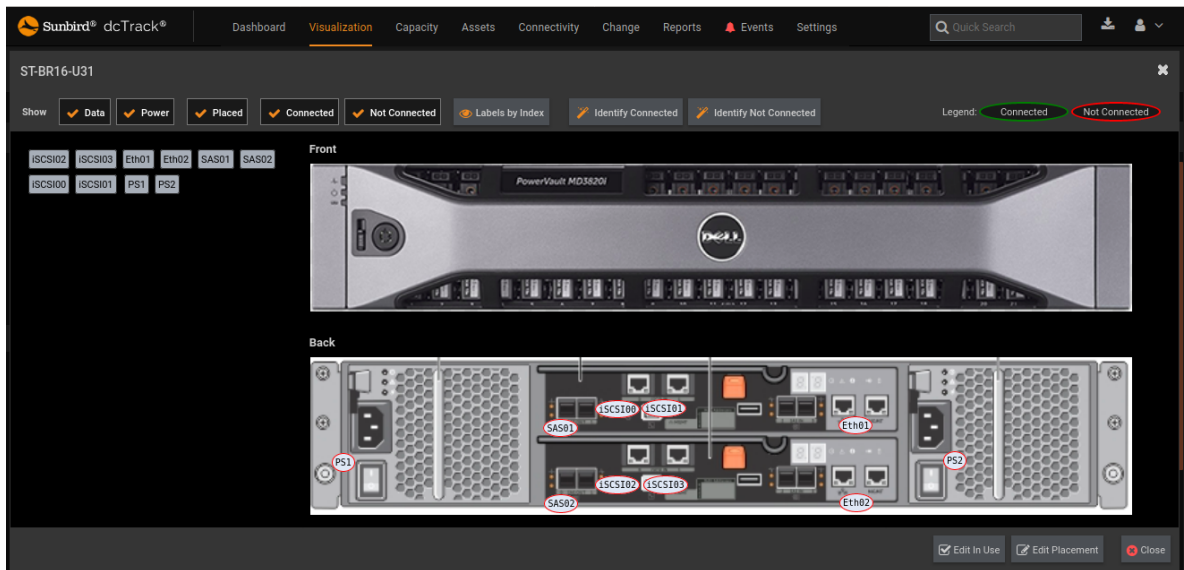 Sunbird® dcTrack® Dashboard Visualization Capacity Assets Connectivity Change Reports Events Settings Quick Search
ST-BR16-U31
Show Data Power Placed Connected Not Connected Labels by Index Identify Connected Identify Not Connected Legend: Connected Not Connected
iSCSI02 iSCSI03 Eth01 Eth02 SAS01 SAS02
iSCSI00 iSCSI01 PS1 PS2
Front
PowerVault MD3820i
DELL
Back
iSCSI00 iSCSI01
SAS01 Eth01
PS1 PS2
iSCSI02 iSCSI03
SAS02 Eth02
Edit In Use Edit Placement Close